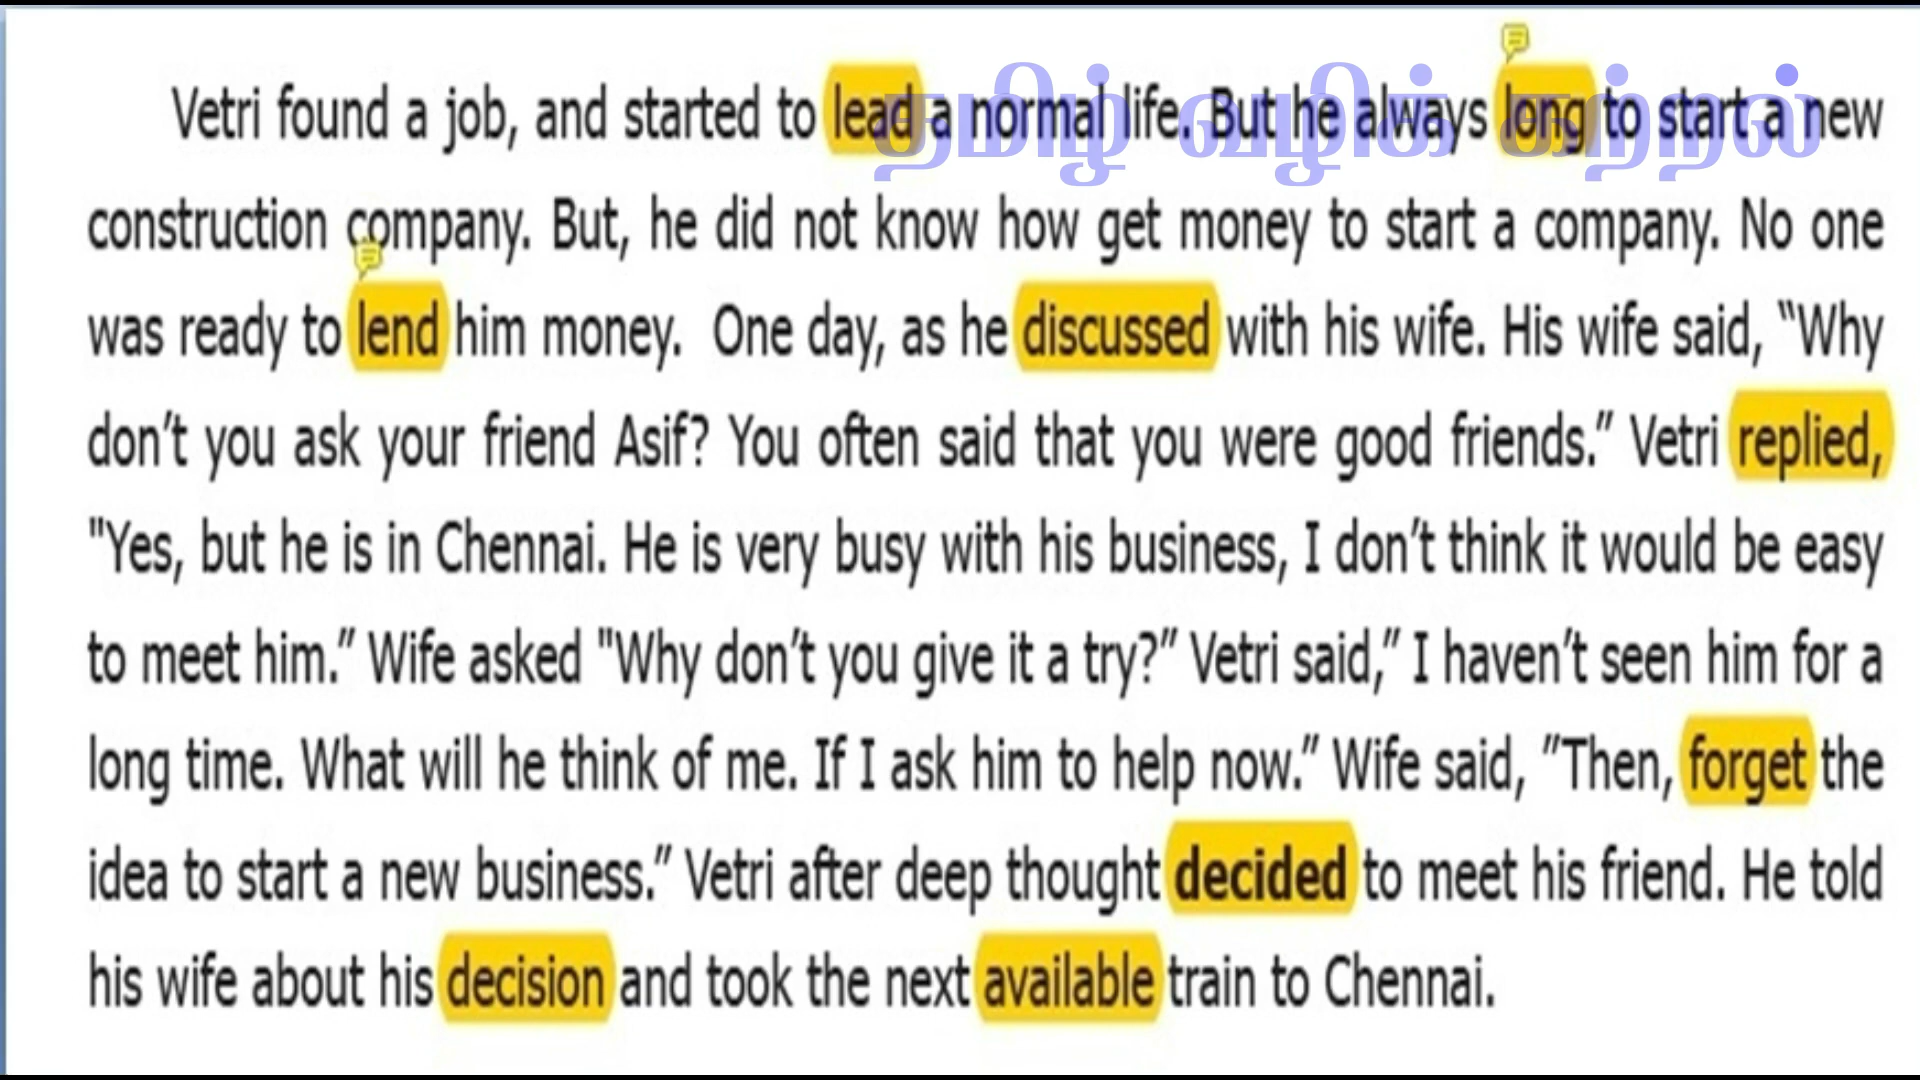 தமிழ் வழிக் கற்றல்
Vetri found a job, and started to lead a normal life. But he always long to start a new
construction company. But, he did not know how get money to start a company. No one
was ready to lend him money. One day, as he discussed with his wife. His wife said, “Why
don’t you ask your friend Asif? You often said that you were good friends.” Vetri replied,
"Yes, but he is in Chennai. He is very busy with his business, I don’t think it would be easy
to meet him.” Wife asked "Why don’t you give it a try?” Vetri said,” I haven’t seen him for a
long time. What will he think of me. If I ask him to help now.” Wife said, ”Then, forget the
idea to start a new business.” Vetri after deep thought decided to meet his friend. He told
his wife about his decision and took the next available train to Chennai.